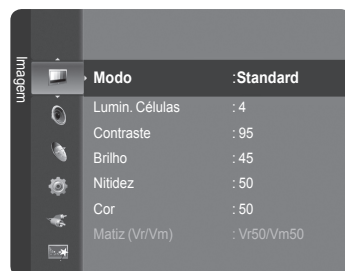 Imagem
Modo :Standard
Lumin. Células : 4
Contraste : 95
Brilho : 45
Nitidez : 50
Cor : 50
Matiz (Vr/Vm) : Vr50/Vm50